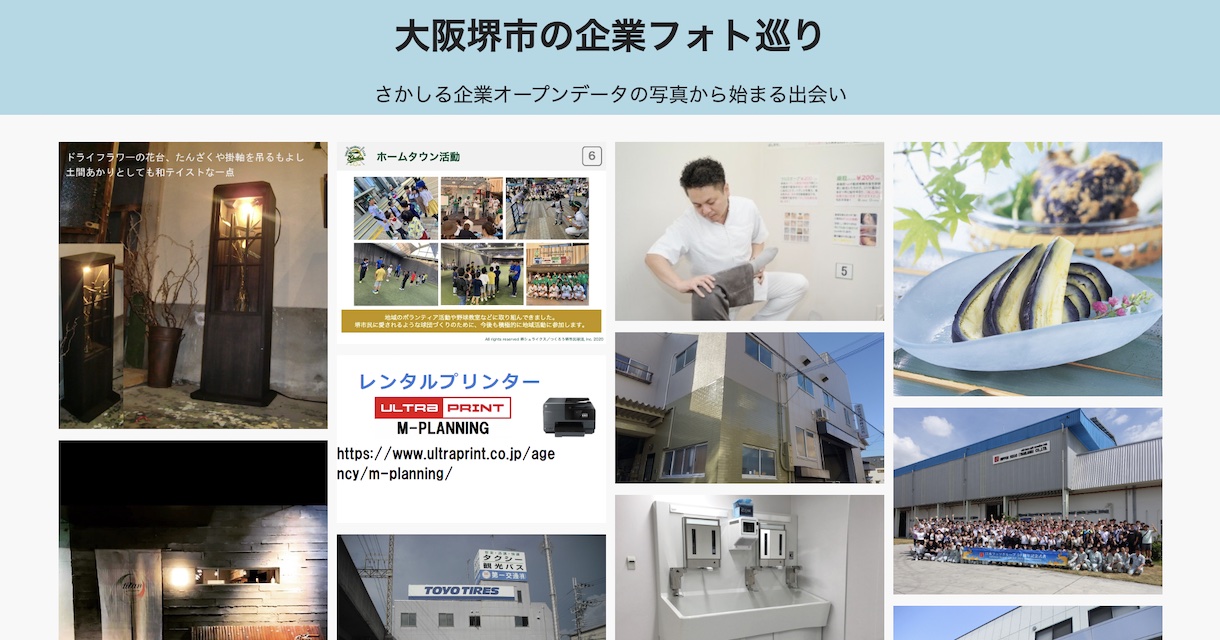 大阪堺市の企業フォト巡り
さかしる企業オープンデータの写真から始まる出会い
ドライフラワーの花台、たんざくや掛軸を吊るもよし
土間あかりとしても和テイストな一点
ホームタウン活動
6
地域のボランティア活動や野球教室などに取り組んできました。
堺市民に愛されるような球団づくりのために、今後も積極的に地域活動に参加します。
レンタルプリンター
ULTRA PRINT
M-PLANNING
https://www.ultraprint.co.jp/age
ncy/m-planning/
タクシー
観光バス
第一交通
TOYO TIRES
¥200
5